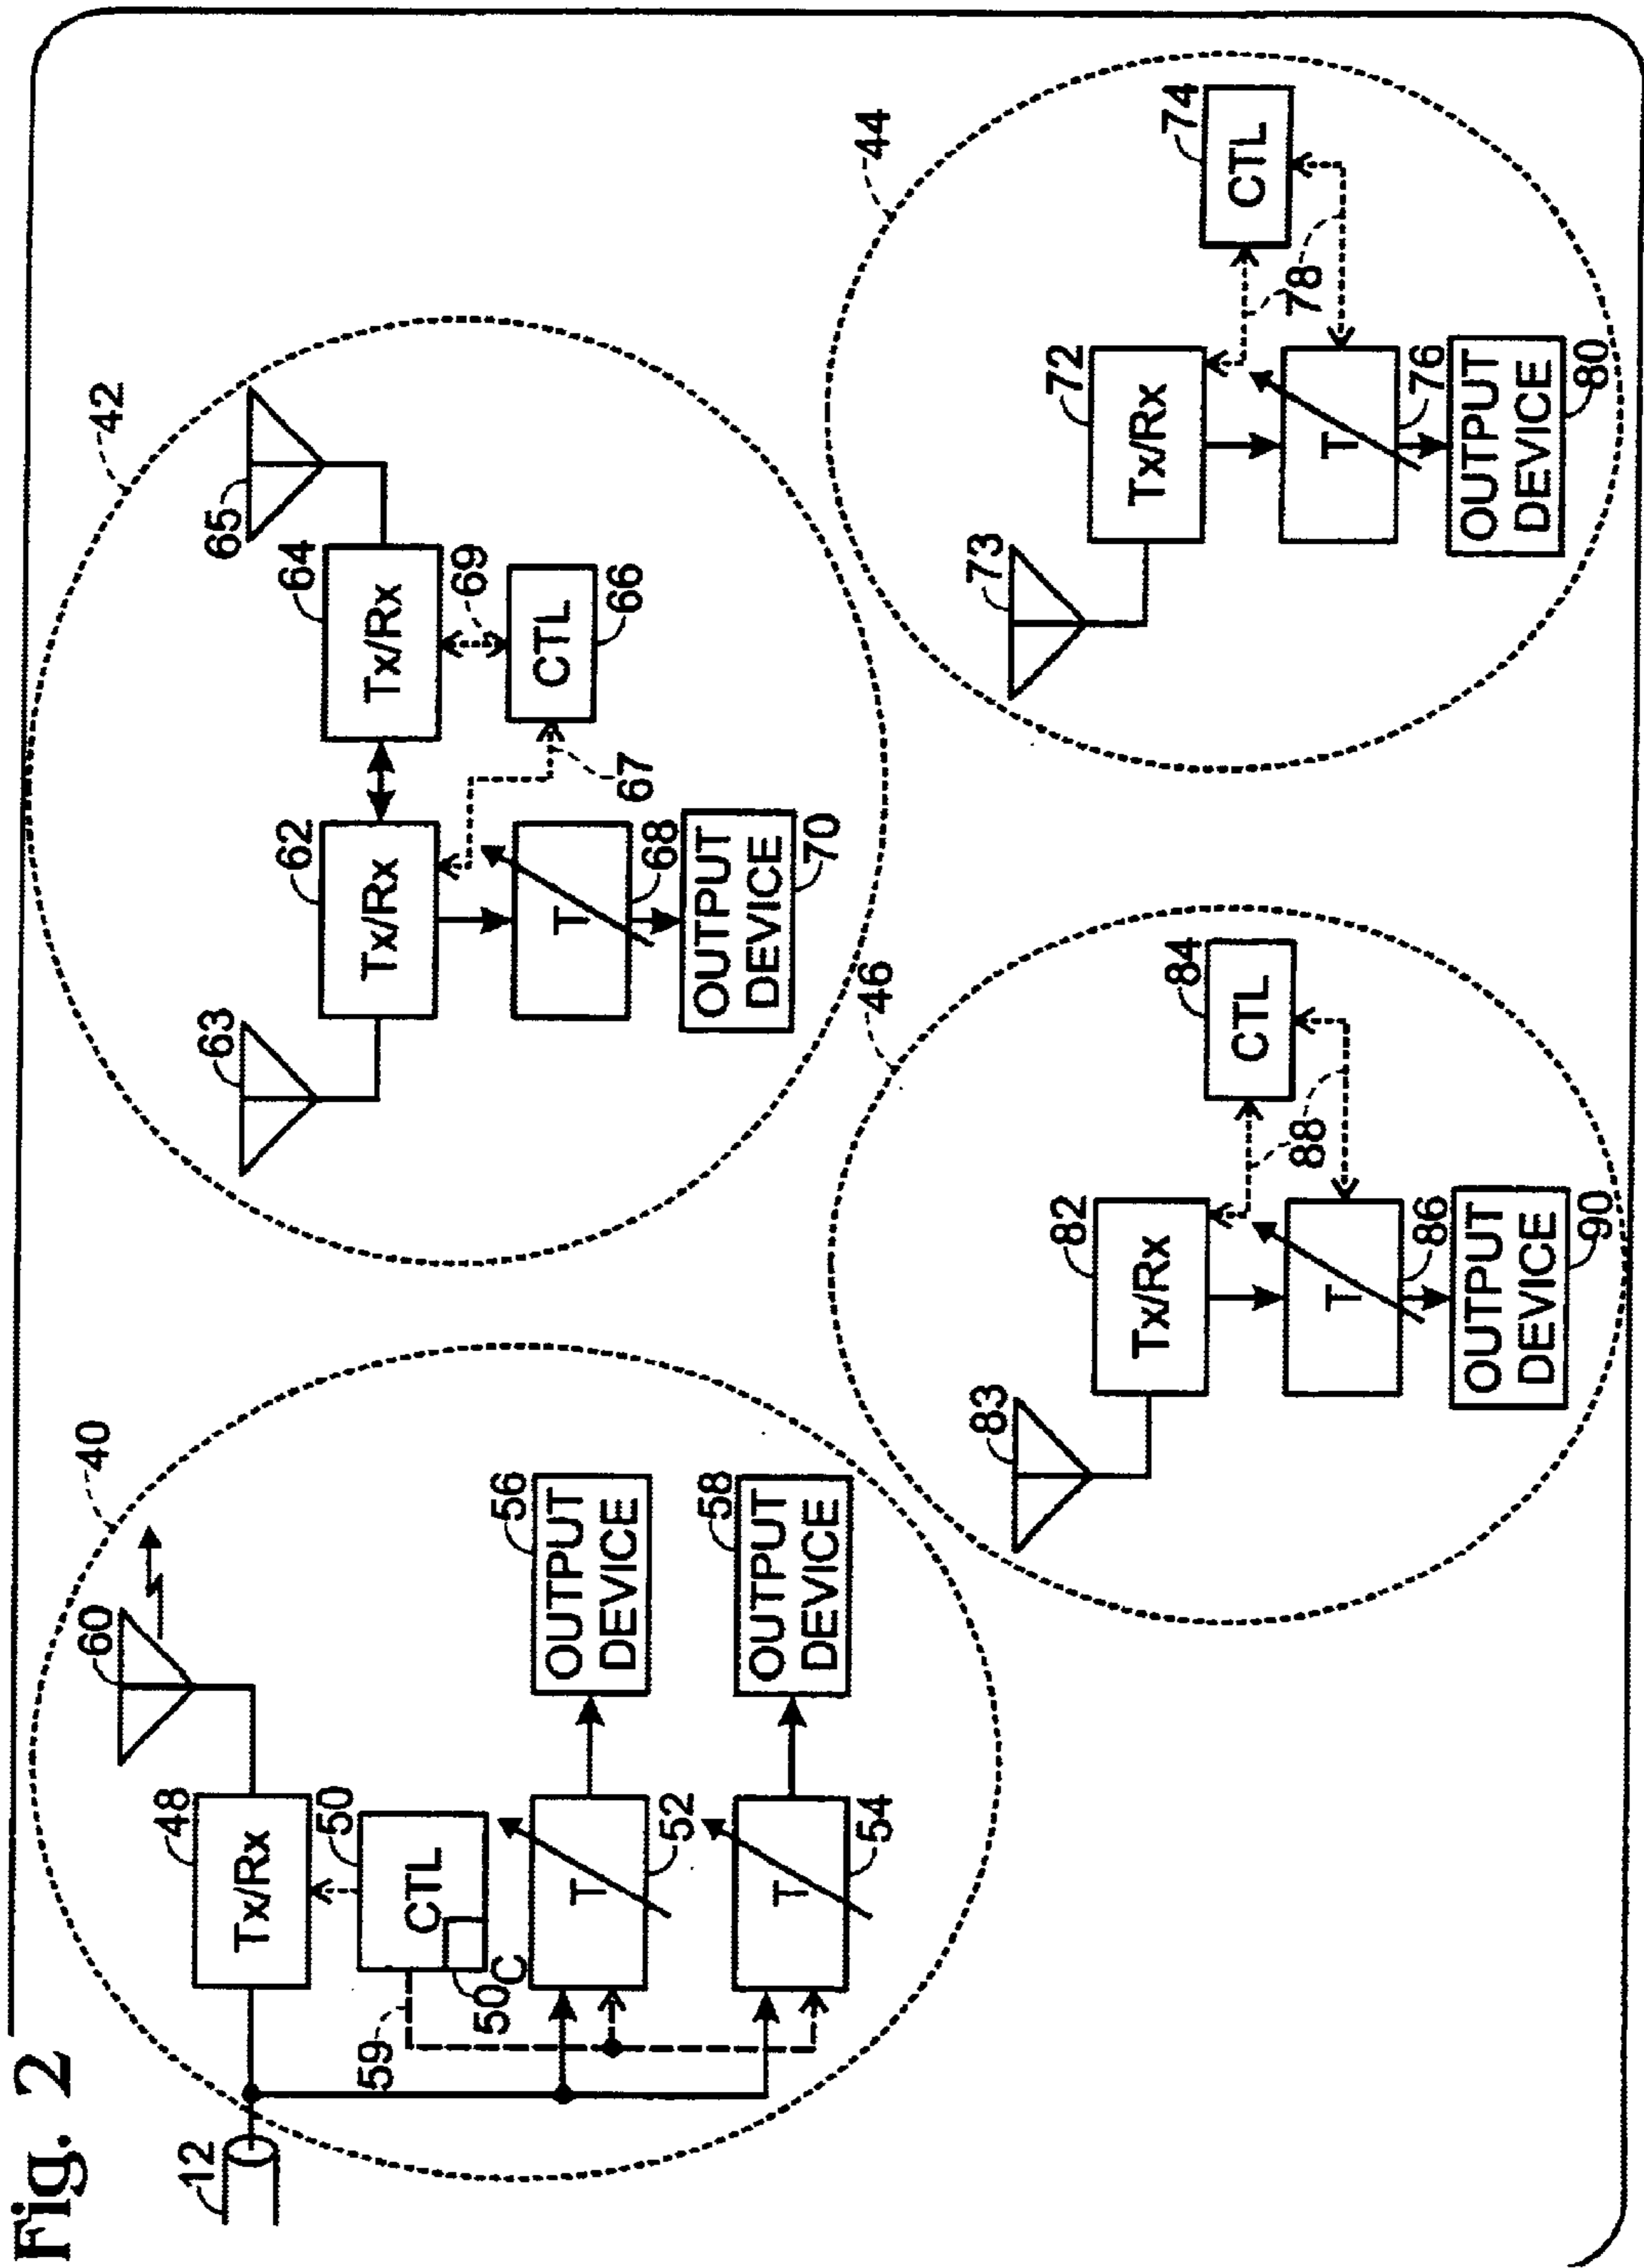 Fig. 2
12
40
60
48
Tx/Rx
50
CTL
50C
59
52
T
56
OUTPUT
DEVICE
54
T
58
OUTPUT
DEVICE
42
63
62
Tx/Rx
64
Tx/Rx
65
69
CTL
66
67
T
68
OUTPUT
DEVICE
70
46
83
82
Tx/Rx
84
CTL
88
T
86
OUTPUT
DEVICE
90
44
73
72
Tx/Rx
74
CTL
78
T
76
OUTPUT
DEVICE
80